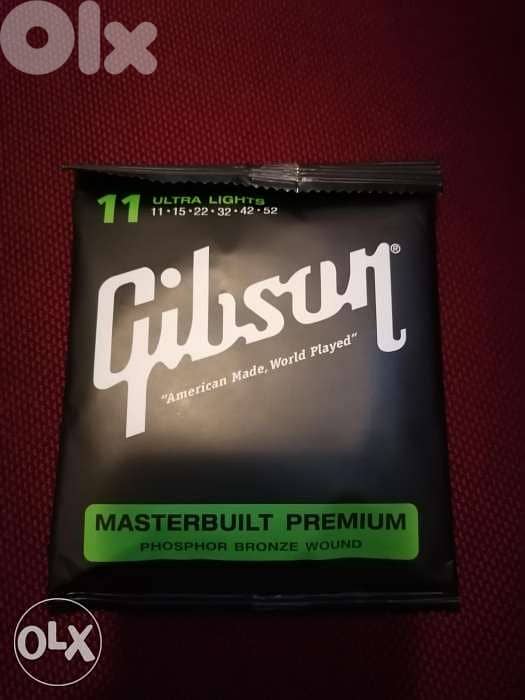 OLX
11 ULTRA LIGHTS
11•15•22•32•42•52
Gibson®
"American Made, World Played"
MASTERBUILT PREMIUM
PHOSPHOR BRONZE WOUND
OLX